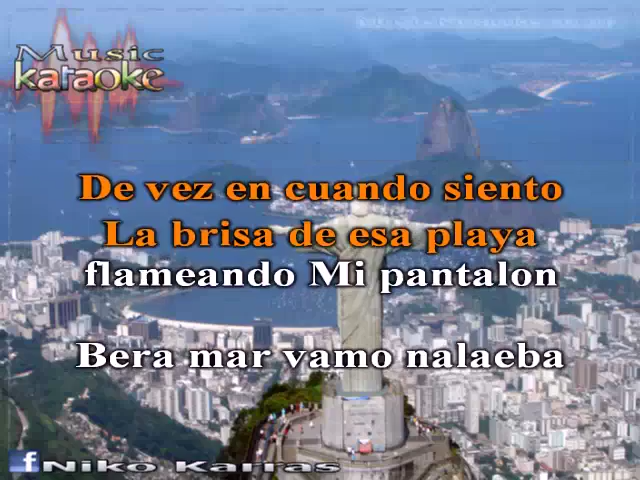 Music
karaoke
De vez en cuando siento
La brisa de esa playa
flameando Mi pantalon
Bera mar vamo nalaeba
f Niko Karras